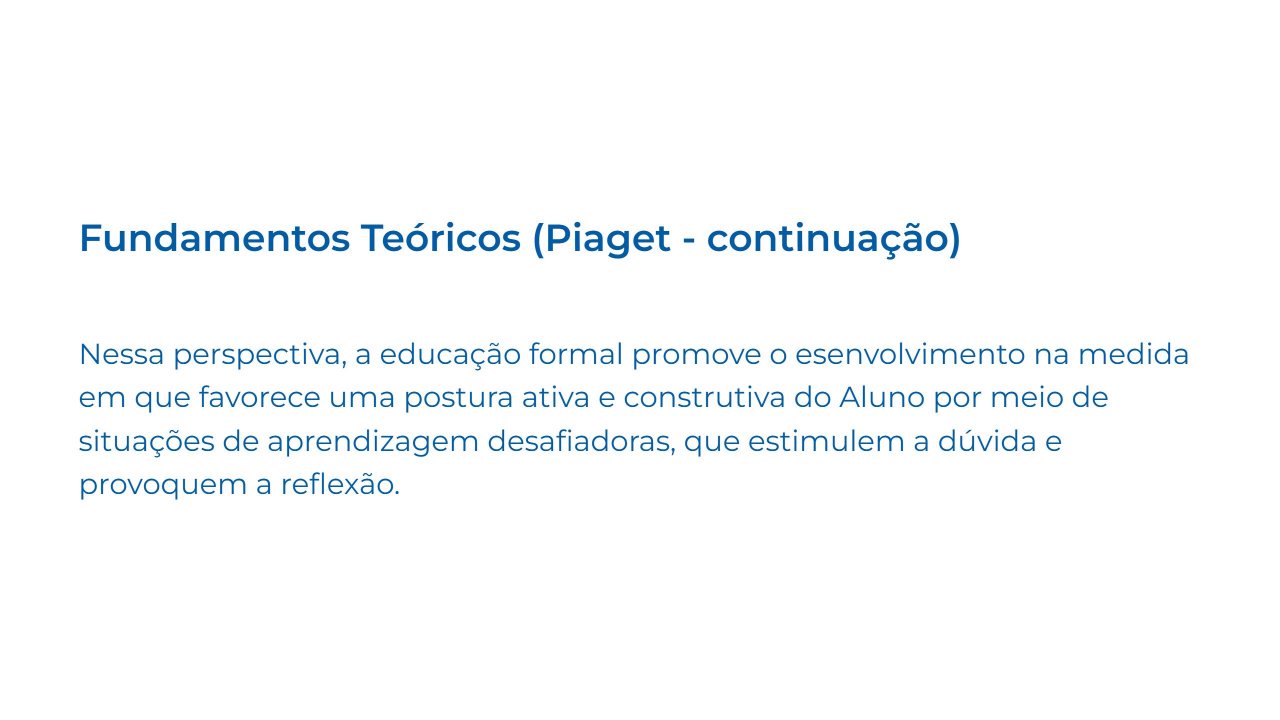 Fundamentos Teóricos (Piaget - continuação)
Nessa perspectiva, a educação formal promove o esenvolvimento na medida
em que favorece uma postura ativa e construtiva do Aluno por meio de
situações de aprendizagem desafiadoras, que estimulem a dúvida e
provoquem a reflexão.